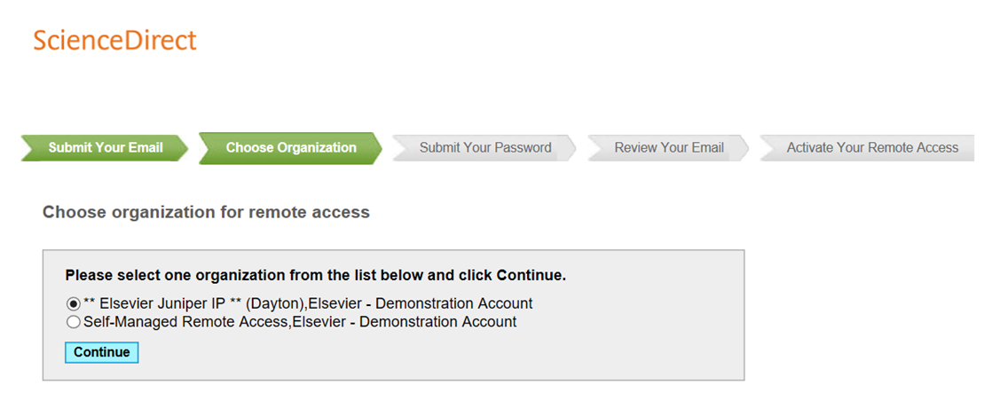 ScienceDirect
Submit Your Email
Choose Organization
Submit Your Password
Review Your Email
Activate Your Remote Access
Choose organization for remote access
Please select one organization from the list below and click Continue.
** Elsevier Juniper IP ** (Dayton),Elsevier - Demonstration Account
Self-Managed Remote Access,Elsevier - Demonstration Account
Continue